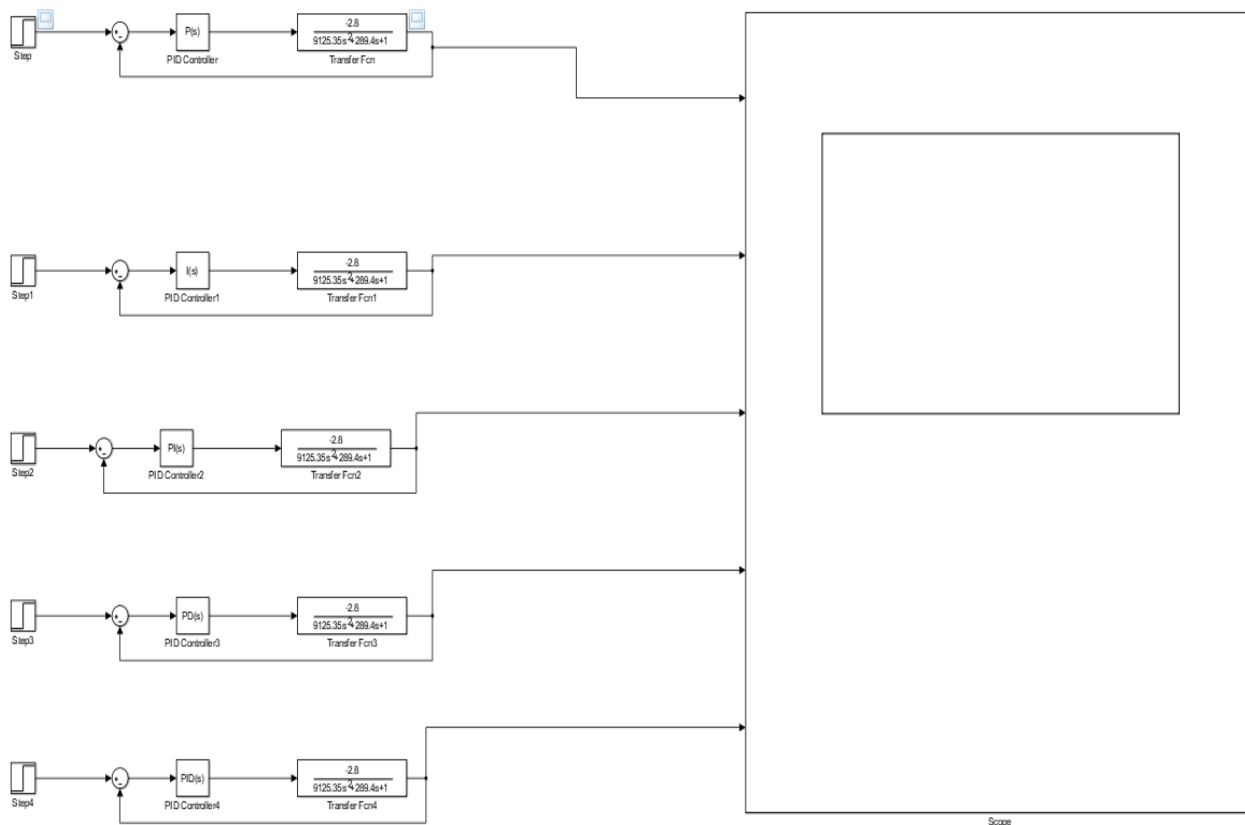 Step
+
-
P(s)
PID Controller
-2.8
9125.35s²+289.4s+1
Transfer Fcn
Step1
+
-
I(s)
PID Controller1
-2.8
9125.35s²+289.4s+1
Transfer Fcn1
Step2
+
-
PI(s)
PID Controller2
-2.8
9125.35s²+289.4s+1
Transfer Fcn2
Step3
+
-
PD(s)
PID Controller3
-2.8
9125.35s²+289.4s+1
Transfer Fcn3
Step4
+
-
PID(s)
PID Controller4
-2.8
9125.35s²+289.4s+1
Transfer Fcn4
Scope